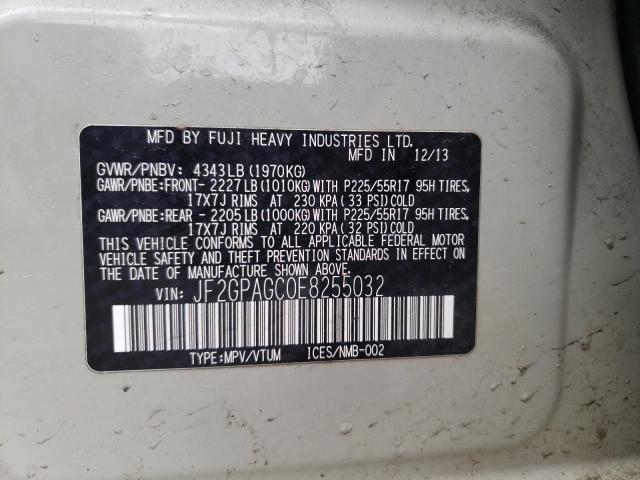 MFD BY FUJI HEAVY INDUSTRIES LTD.
MFD IN 12/13
GVWR/PNBV: 4343LB(1970KG)
GAWR/PNBE:FRONT- 2227LB(1010KG)WITH P225/55R17 95H TIRES,
17X7J RIMS AT 230 KPA( 33 PSI)COLD
GAWR/PNBE:REAR - 2205LB(1000KG)WITH P225/55R17 95H TIRES,
17X7J RIMS AT 220 KPA( 32 PSI)COLD
THIS VEHICLE CONFORMS TO ALL APPLICABLE FEDERAL MOTOR
VEHICLE SAFETY AND THEFT PREVENTION STANDARDS IN EFFECT ON
THE DATE OF MANUFACTURE SHOWN ABOVE.
VIN: JF2GPAGC0E8255032
TYPE:MPV/VTUM ICES/NMB-002